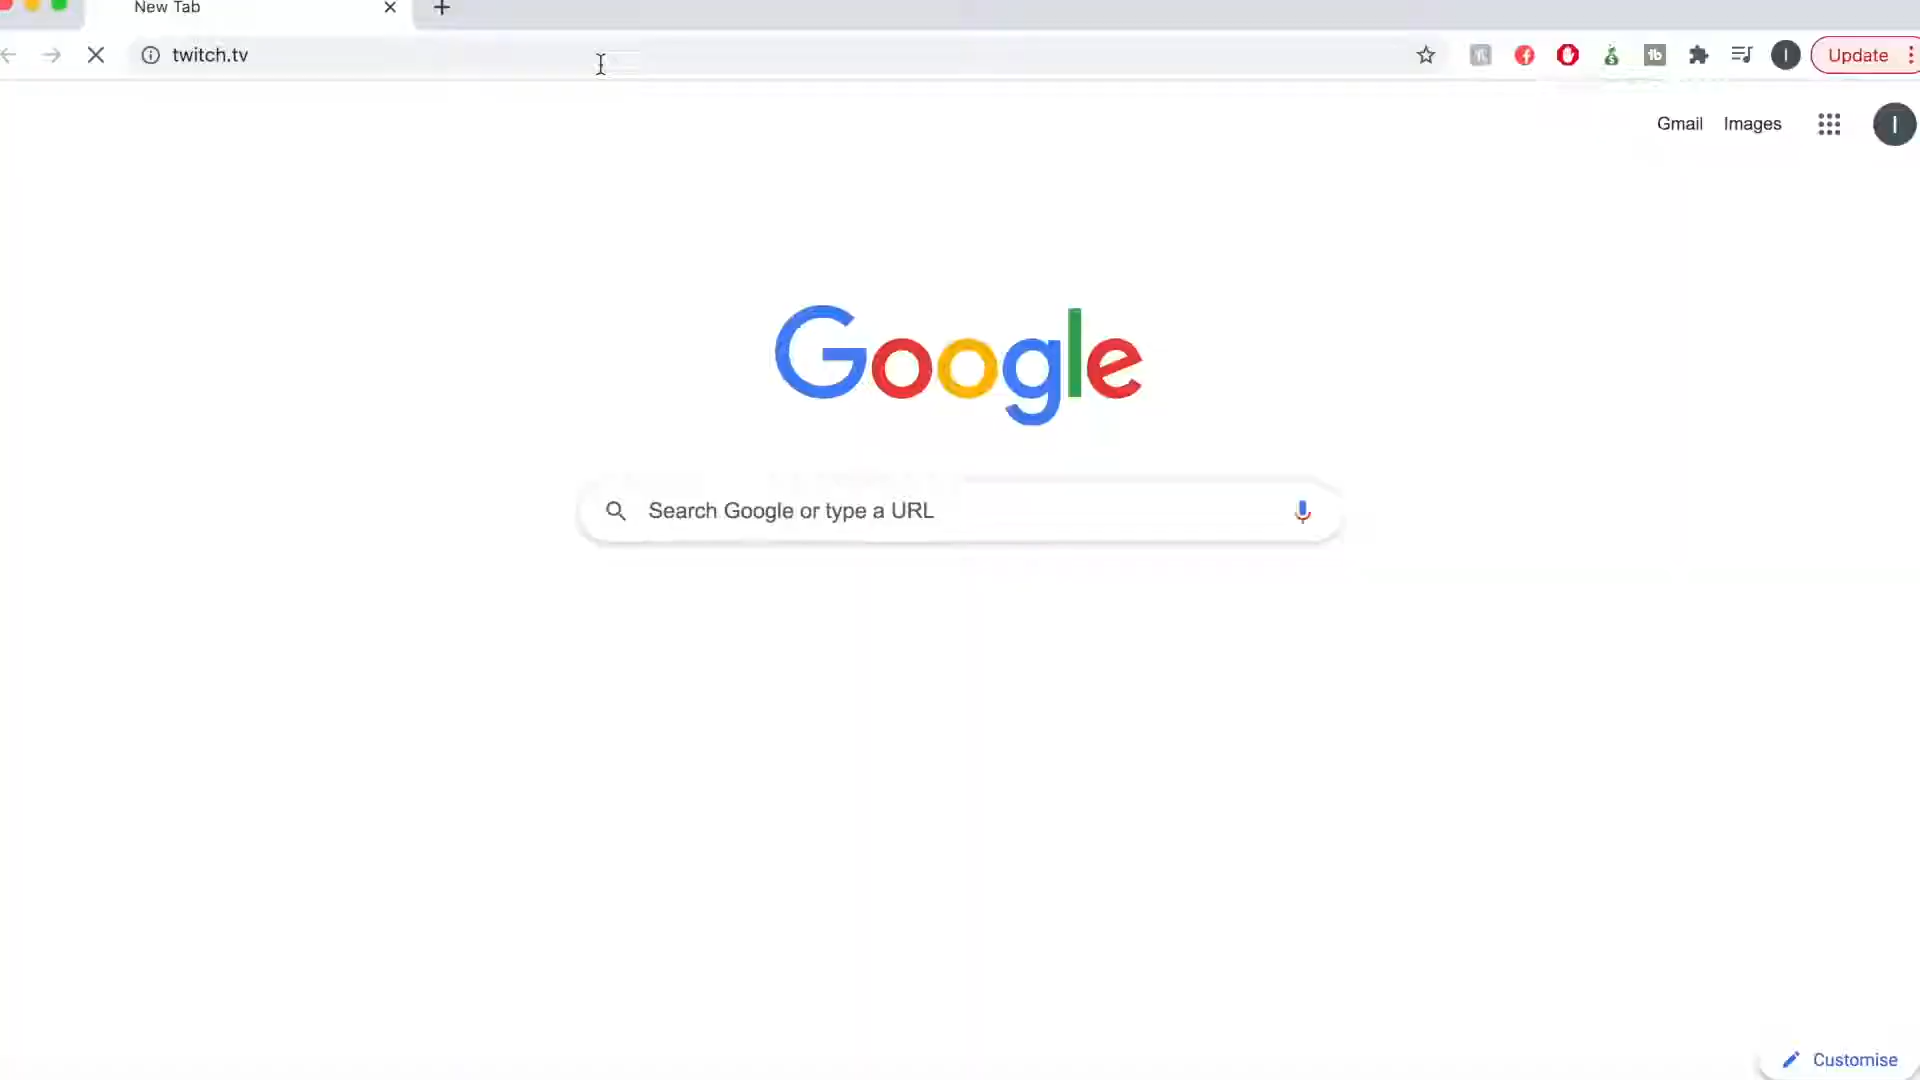 New Tab
twitch.tv
Update
Gmail Images
I
Google
Search Google or type a URL
Customise